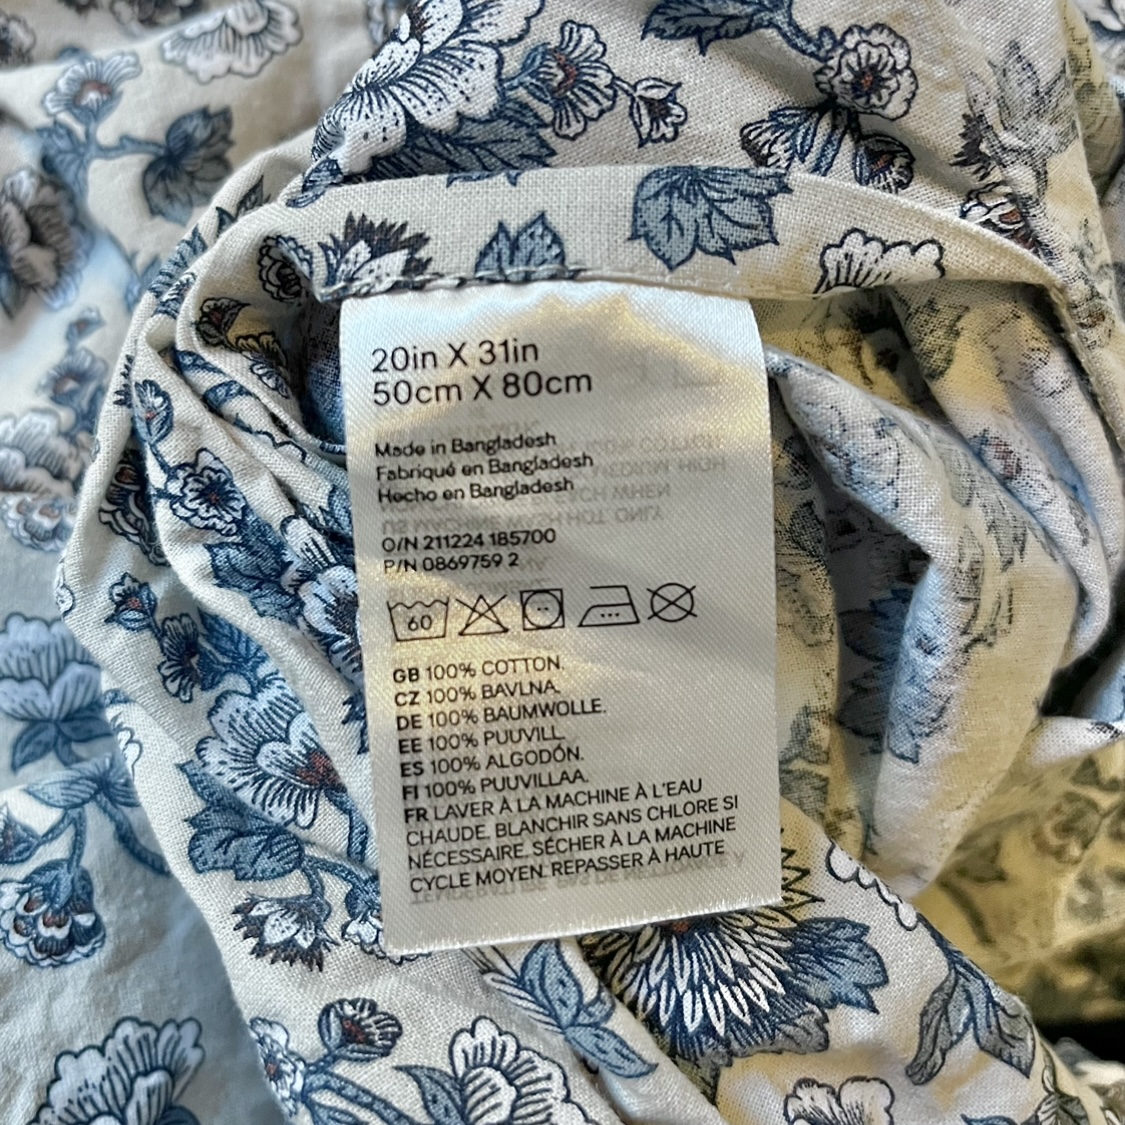 20in X 31in
50cm X 80cm
Made in Bangladesh
Fabriqué en Bangladesh
Hecho en Bangladesh
O/N 211224 185700
P/N 0869759 2
60
GB 100% COTTON.
CZ 100% BAVLNA.
DE 100% BAUMWOLLE.
EE 100% PUUVILL.
ES 100% ALGODÓN.
FI 100% PUUVILLAA.
FR LAVER À LA MACHINE À L'EAU
CHAUDE. BLANCHIR SANS CHLORE SI
NÉCESSAIRE. SÉCHER À LA MACHINE
CYCLE MOYEN. REPASSER À HAUTE